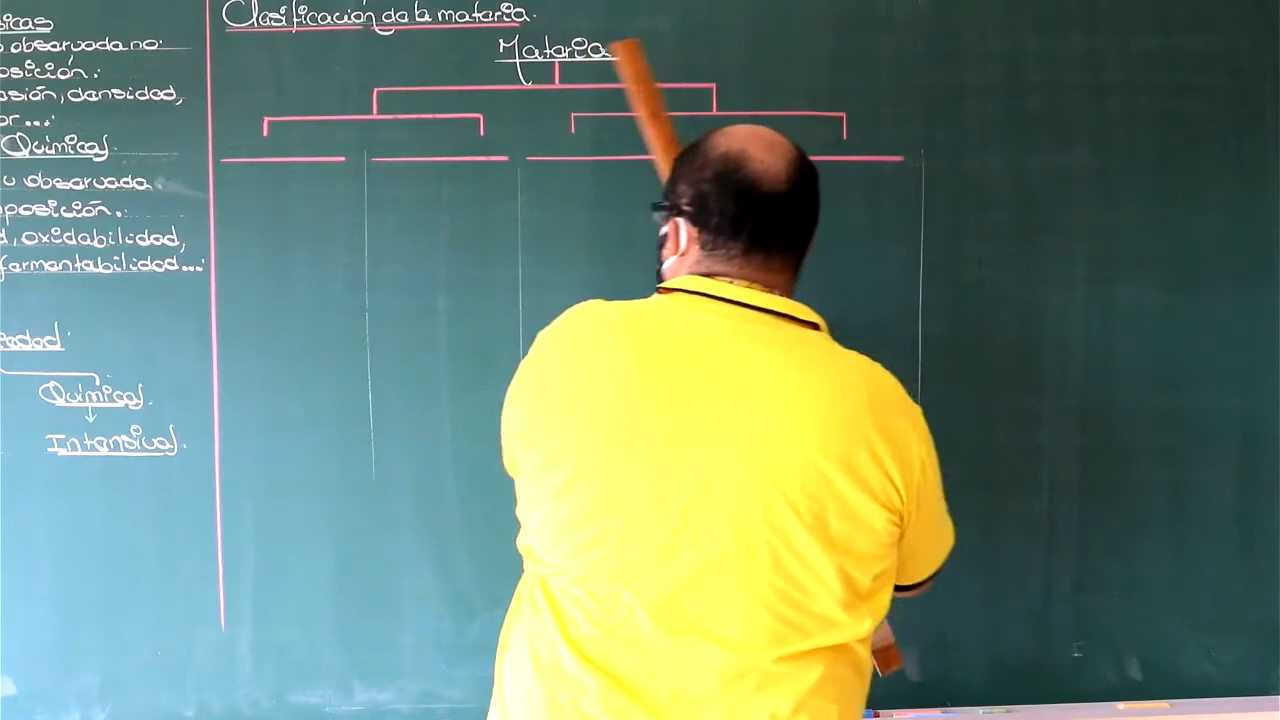 sicas
observada no
osición.
asión, densidad,
or...
Químicas.
u observada
posición.
d, oxidabilidad,
fermentabilidad...
edad
Químicas.
Intensivas.
Clasificación de la materia.
Materia